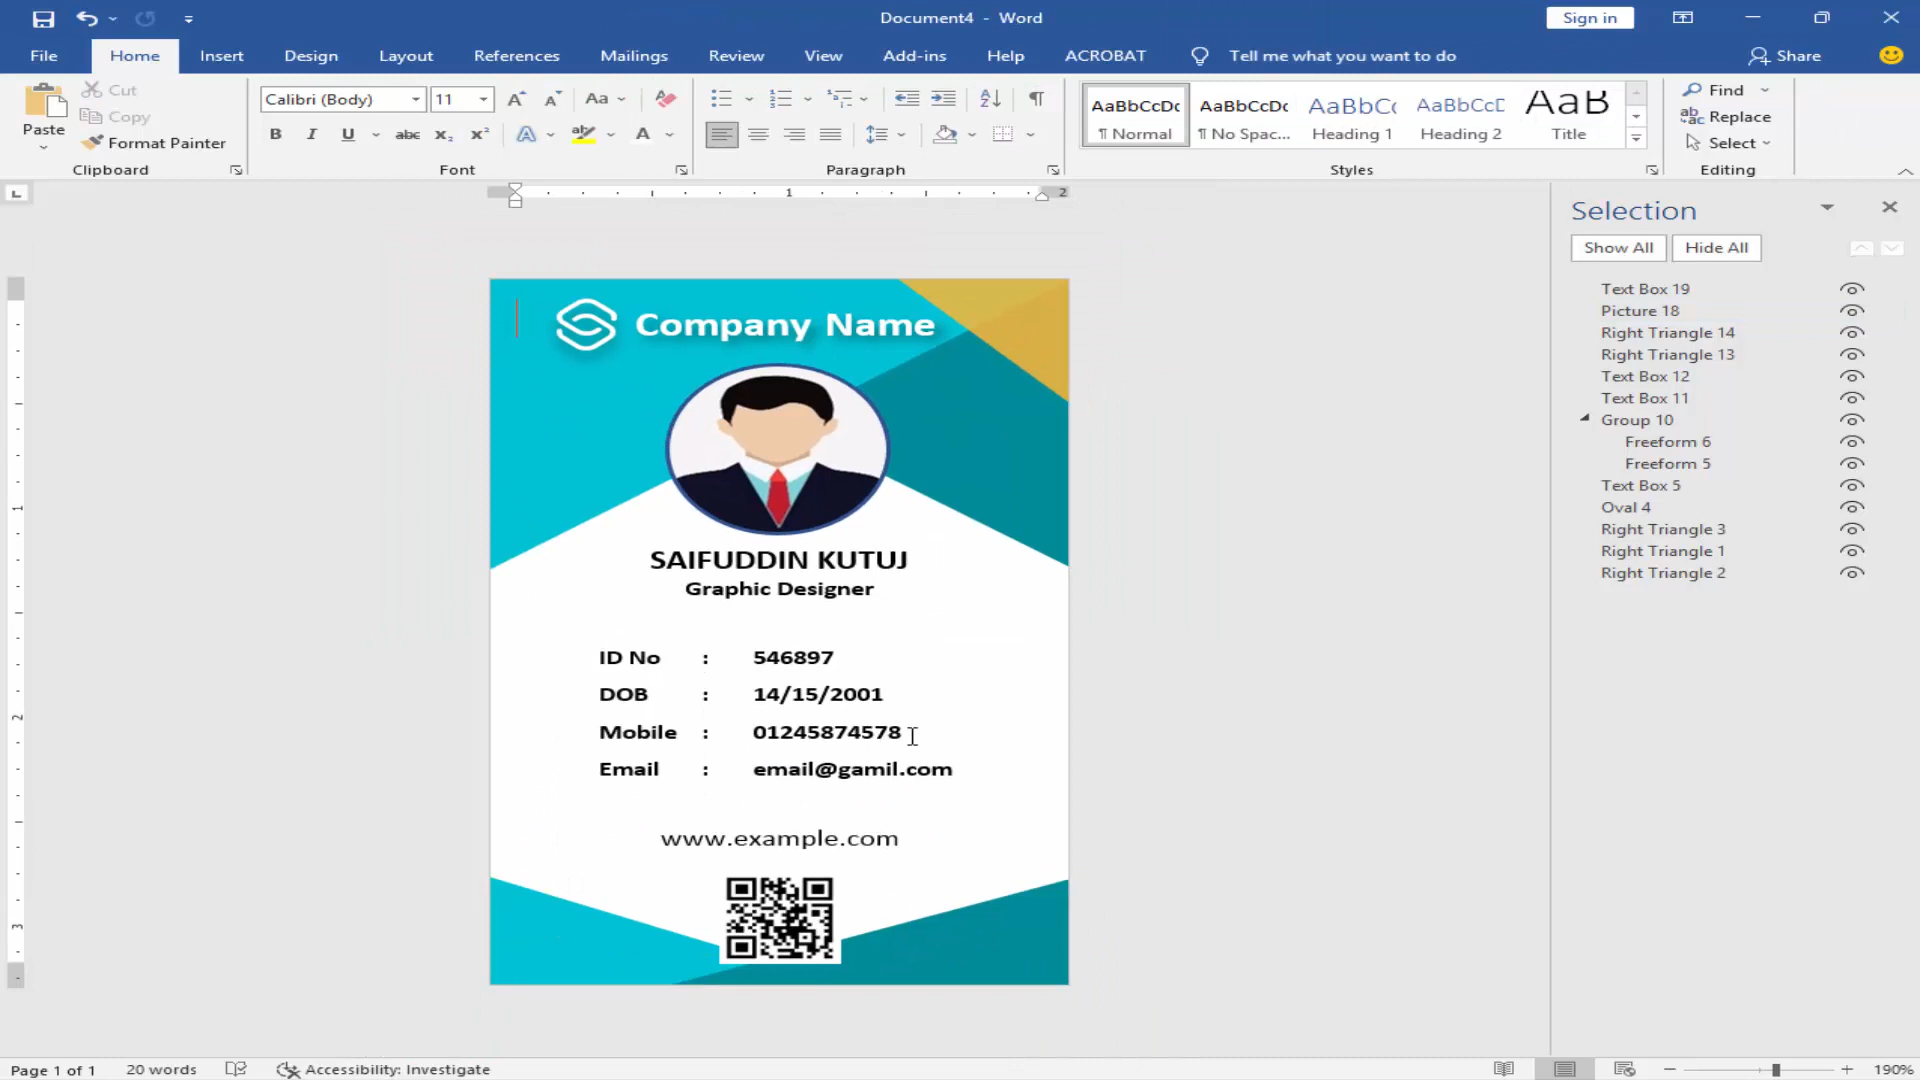 Document4 - Word
Sign in
File Home Insert Design Layout References Mailings Review View Add-ins Help ACROBAT Tell me what you want to do Share
Paste
Cut
Copy
Format Painter
Clipboard
Calibri (Body) 11
Font
Paragraph
AaBbCcDc AaBbCcDc AaBbC( AaBbCcD AaB
¶ Normal ¶ No Spac... Heading 1 Heading 2 Title
Styles
Find
Replace
Select
Editing
1 2
Company Name
SAIFUDDIN KUTUJ
Graphic Designer
ID No : 546897
DOB : 14/15/2001
Mobile : 01245874578
Email : email@gamil.com
www.example.com
1
2
3
Selection
Show All Hide All
Text Box 19
Picture 18
Right Triangle 14
Right Triangle 13
Text Box 12
Text Box 11
Group 10
Freeform 6
Freeform 5
Text Box 5
Oval 4
Right Triangle 3
Right Triangle 1
Right Triangle 2
Page 1 of 1 20 words Accessibility: Investigate 190%